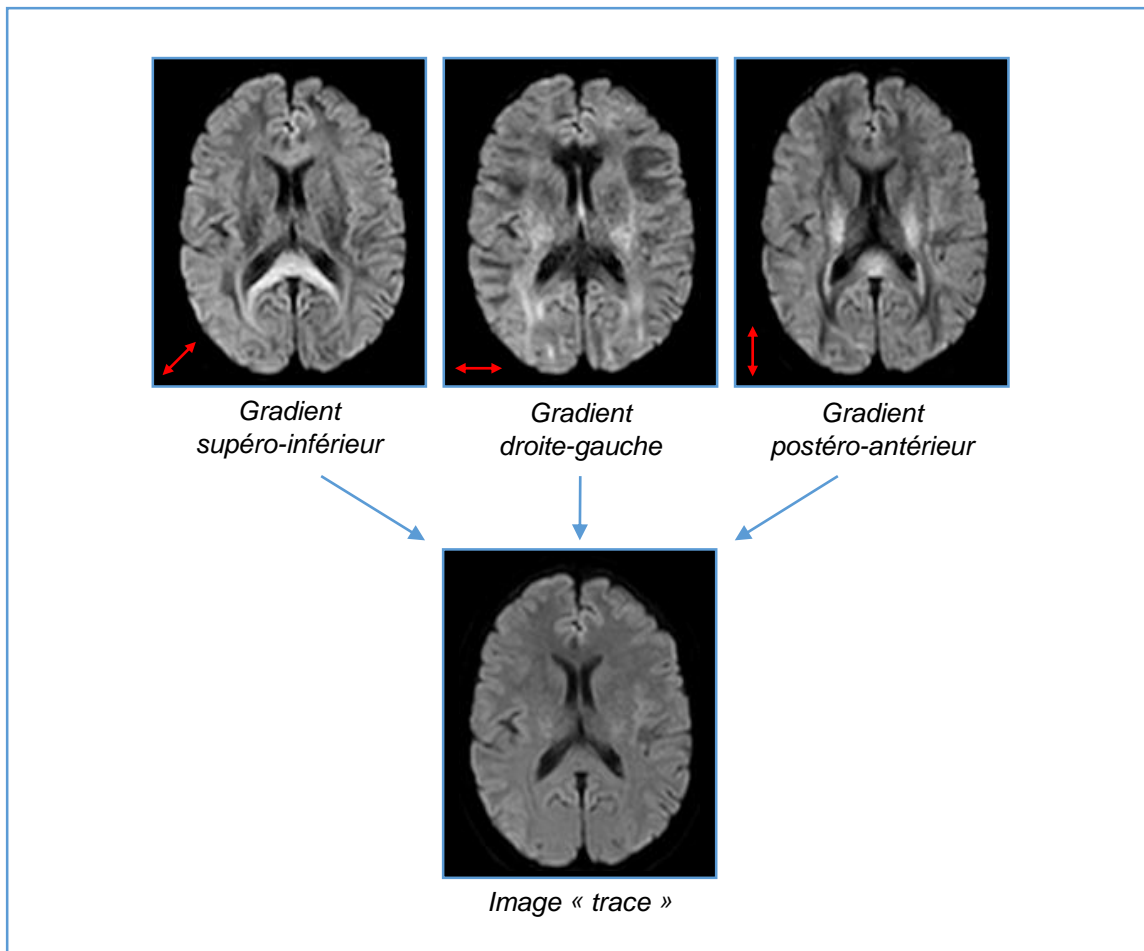 Gradient
supéro-inférieur
Gradient
droite-gauche
Gradient
postéro-antérieur
Image « trace »